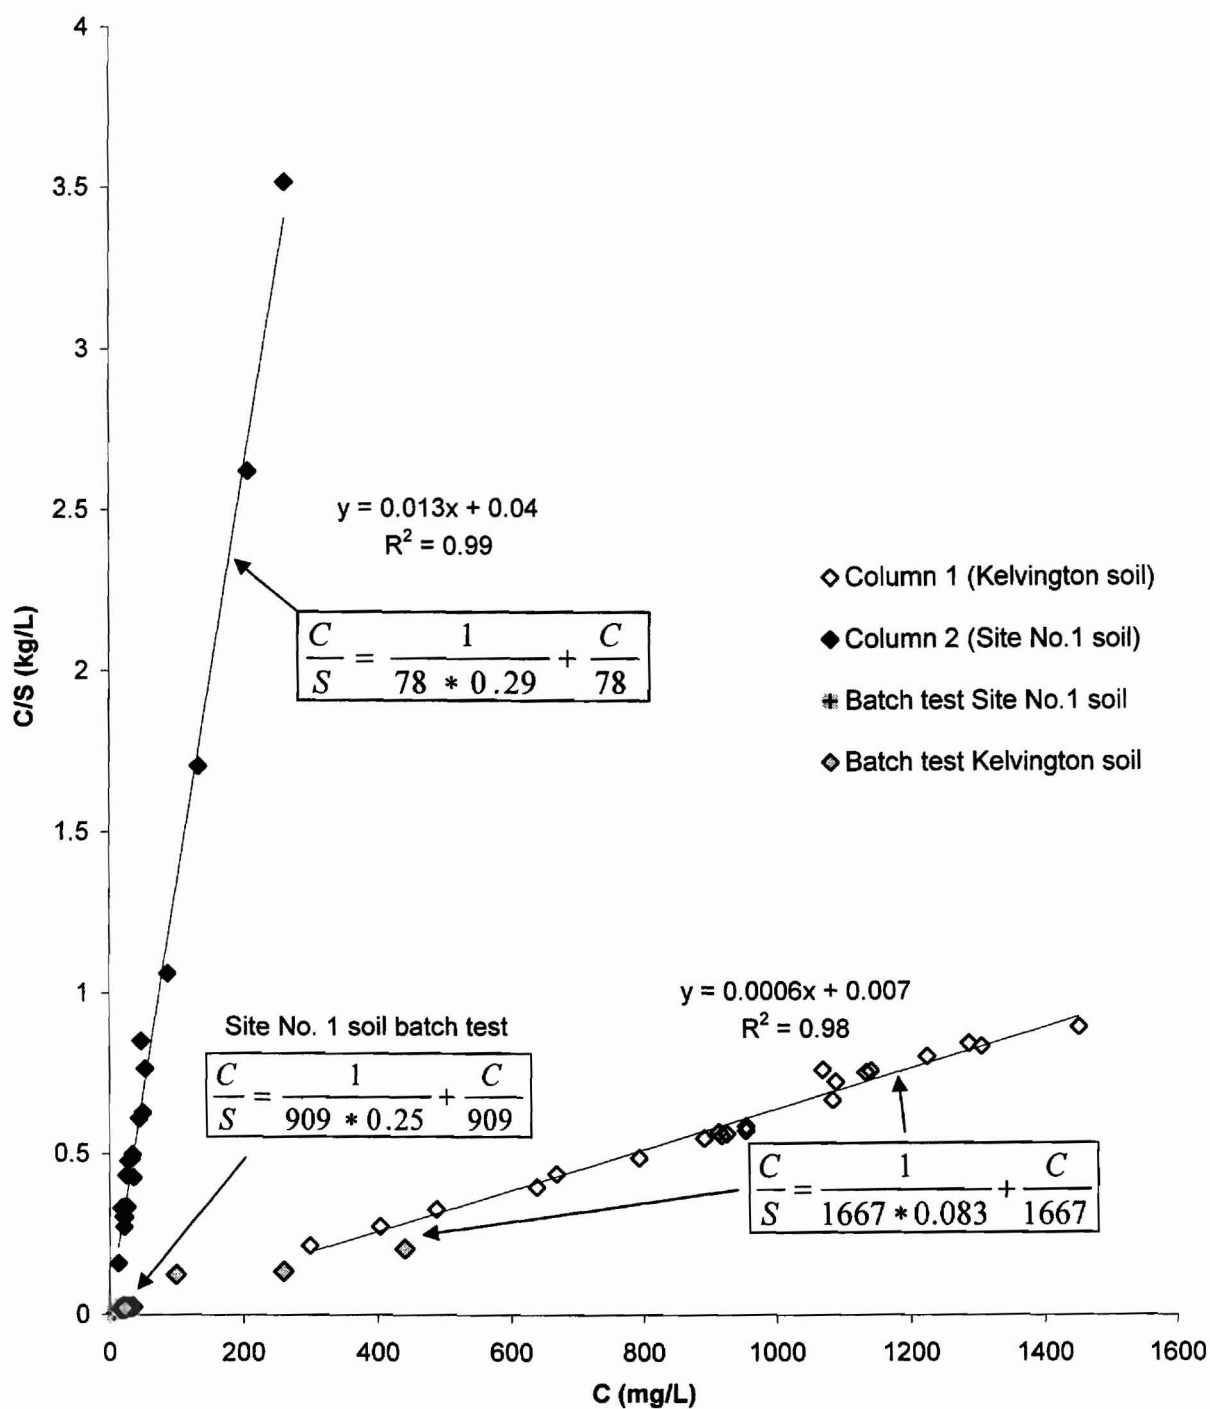 4
3.5
3
2.5
2
1.5
1
0.5
0
C/S (kg/L)
y = 0.013x + 0.04
R² = 0.99
C/S = 1/(78 * 0.29) + C/78
◇ Column 1 (Kelvington soil)
◆ Column 2 (Site No.1 soil)
Batch test Site No.1 soil
Batch test Kelvington soil
y = 0.0006x + 0.007
R² = 0.98
Site No. 1 soil batch test
C/S = 1/(909 * 0.25) + C/909
C/S = 1/(1667 * 0.083) + C/1667
0 200 400 600 800 1000 1200 1400 1600
C (mg/L)